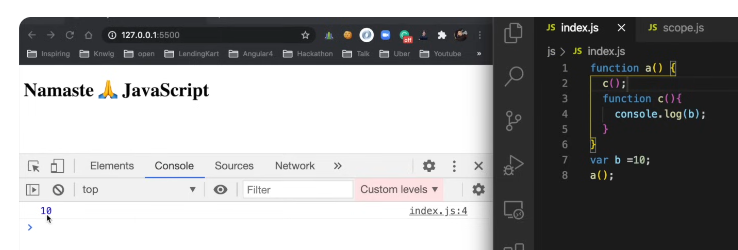 127.0.0.1:5500
Inspiring Knwlg open LendingKart Angular4 Hackathon Talk Uber Youtube »
Namaste 🙏 JavaScript
Elements Console Sources Network »
top Filter Custom levels ▼
10 index.js:4
>
JS index.js × JS scope.js
js > JS index.js
1 function a() {
2 c();
3 function c(){
4 console.log(b);
5 }
6 }
7 var b =10;
8 a();